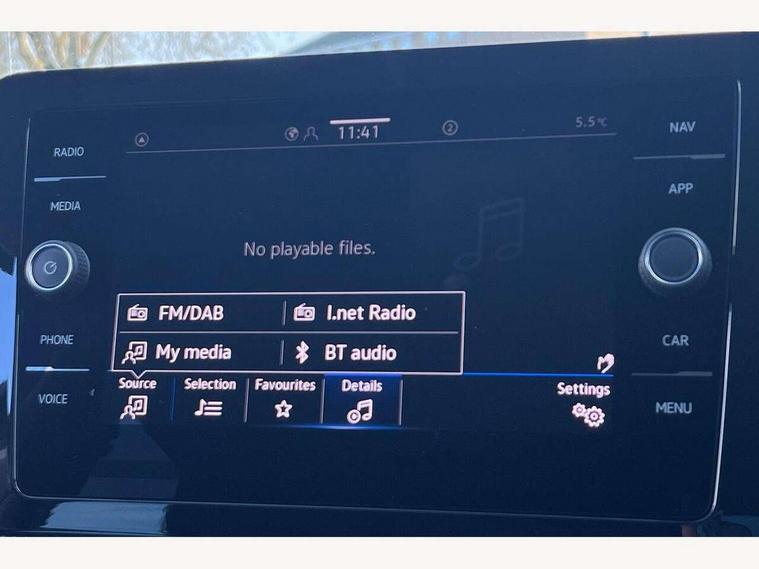 11:41
2
5.5°C
RADIO
MEDIA
PHONE
VOICE
No playable files.
FM/DAB
I.net Radio
My media
BT audio
Source
Selection
Favourites
Details
Settings
NAV
APP
CAR
MENU